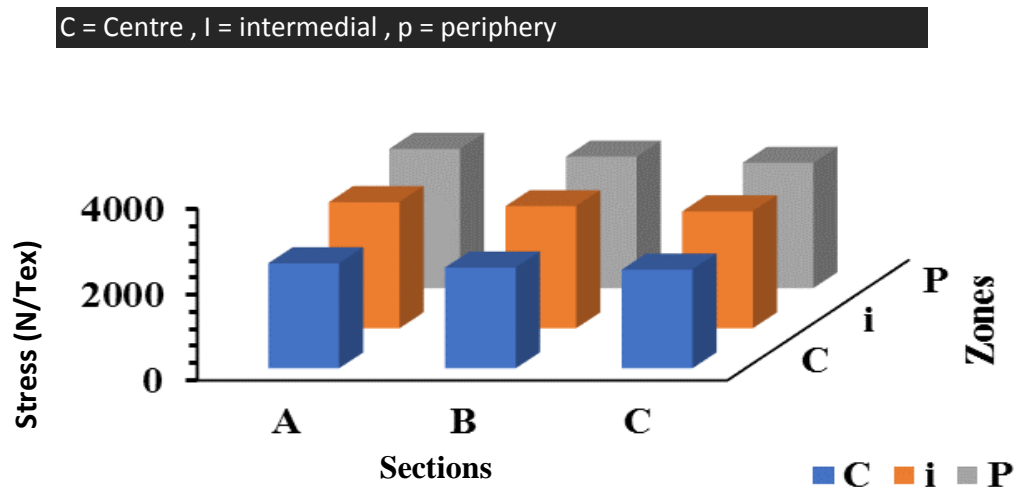 C = Centre , I = intermedial , p = periphery
4000
2000
0
Stress (N/Tex)
A B C
Sections
C
i
P
Zones
C i P